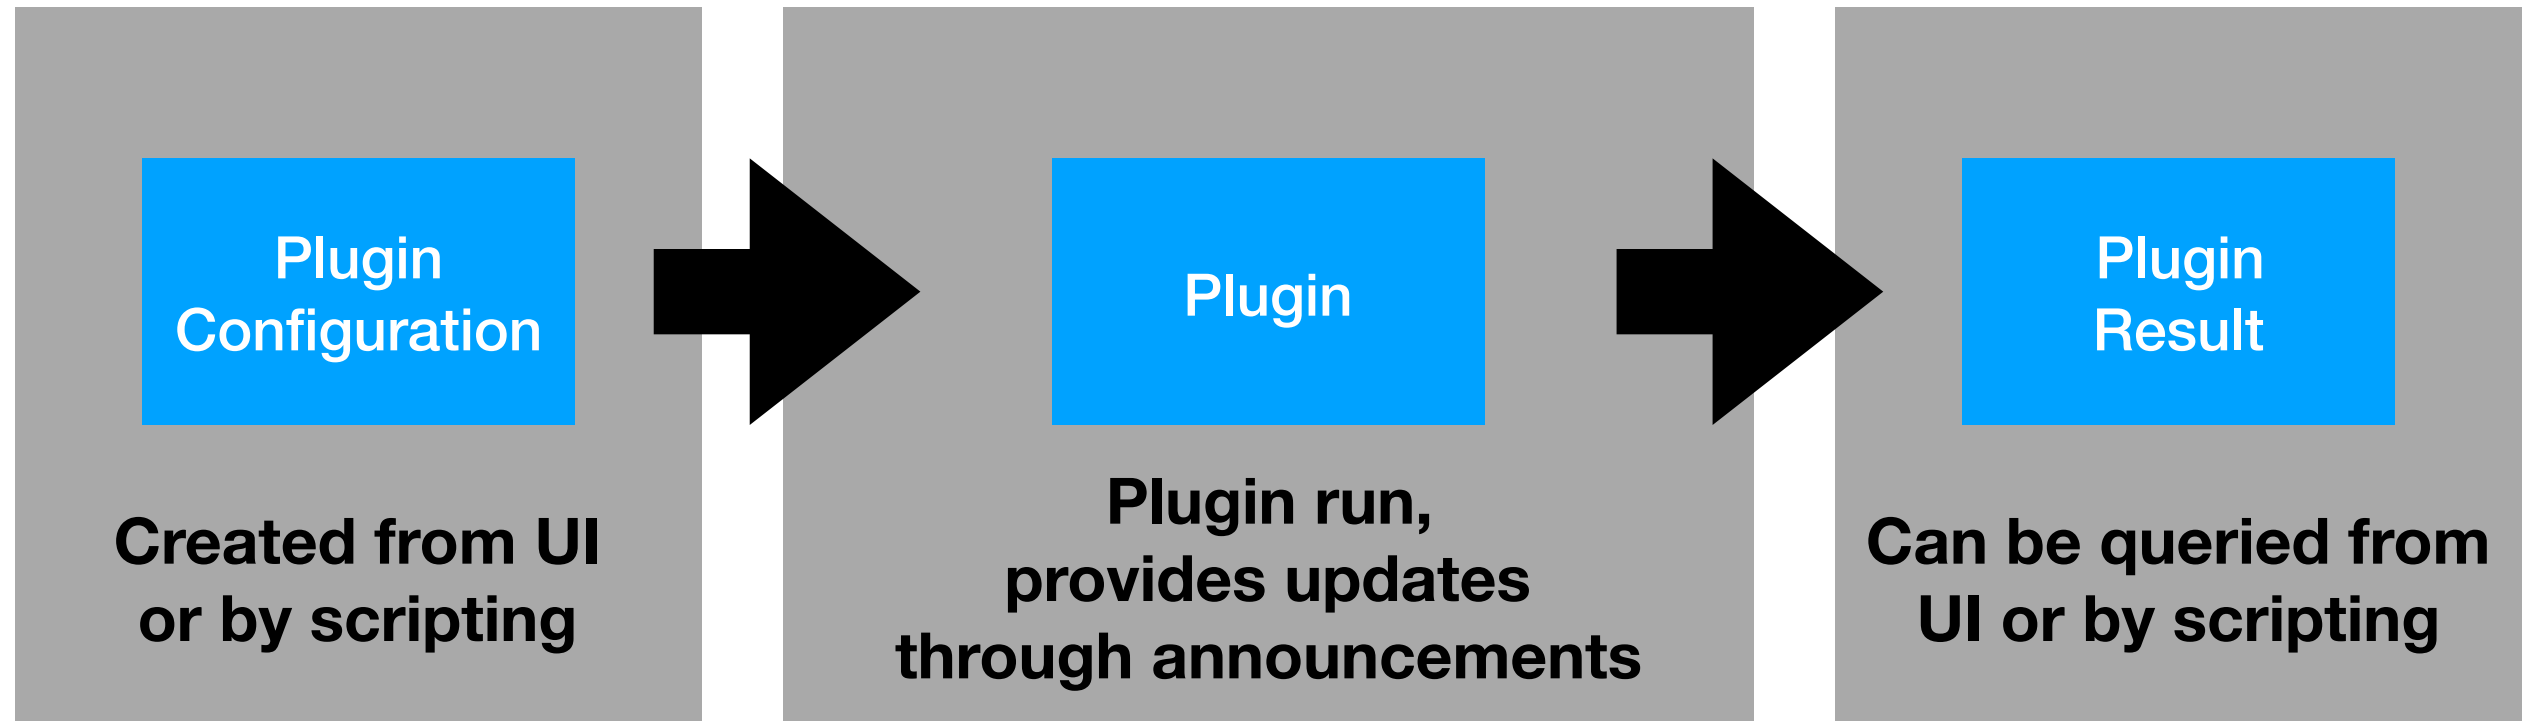 Plugin
Configuration
Created from UI
or by scripting
Plugin
Plugin run,
provides updates
through announcements
Plugin
Result
Can be queried from
UI or by scripting